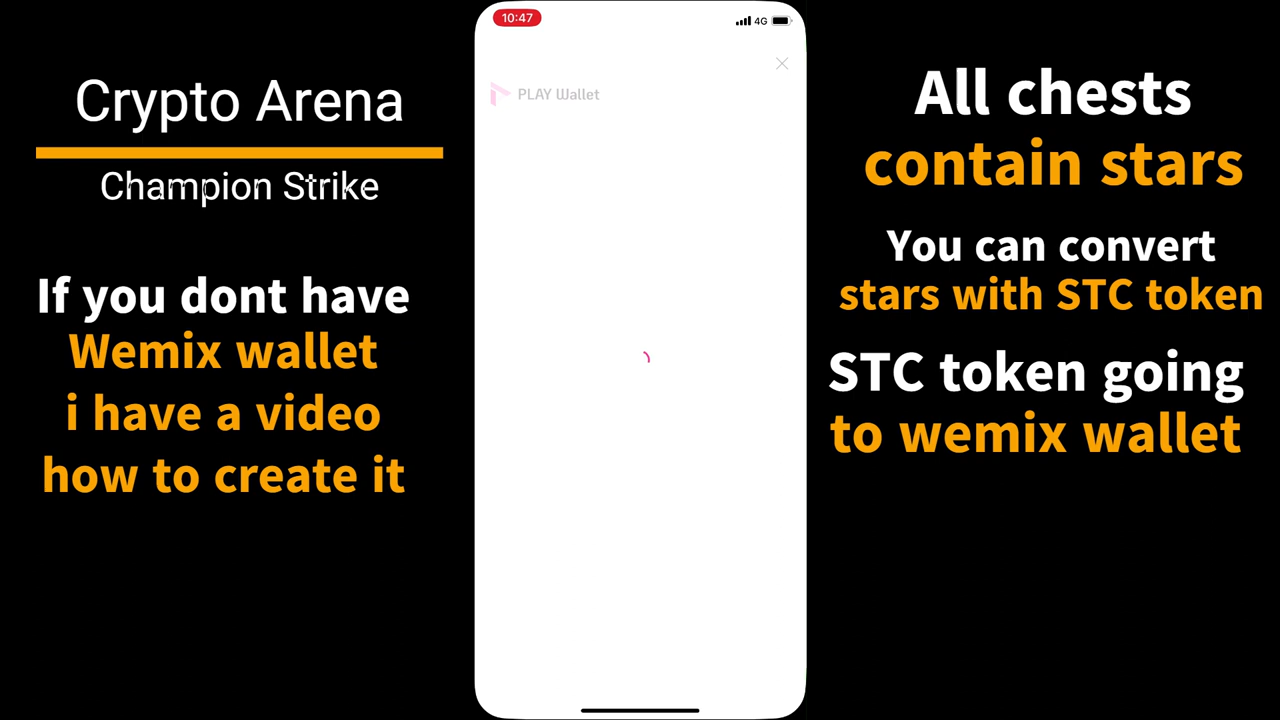 Crypto Arena
Champion Strike
If you dont have
Wemix wallet
i have a video
how to create it
10:47
4G
PLAY Wallet
All chests
contain stars
You can convert
stars with STC token
STC token going
to wemix wallet